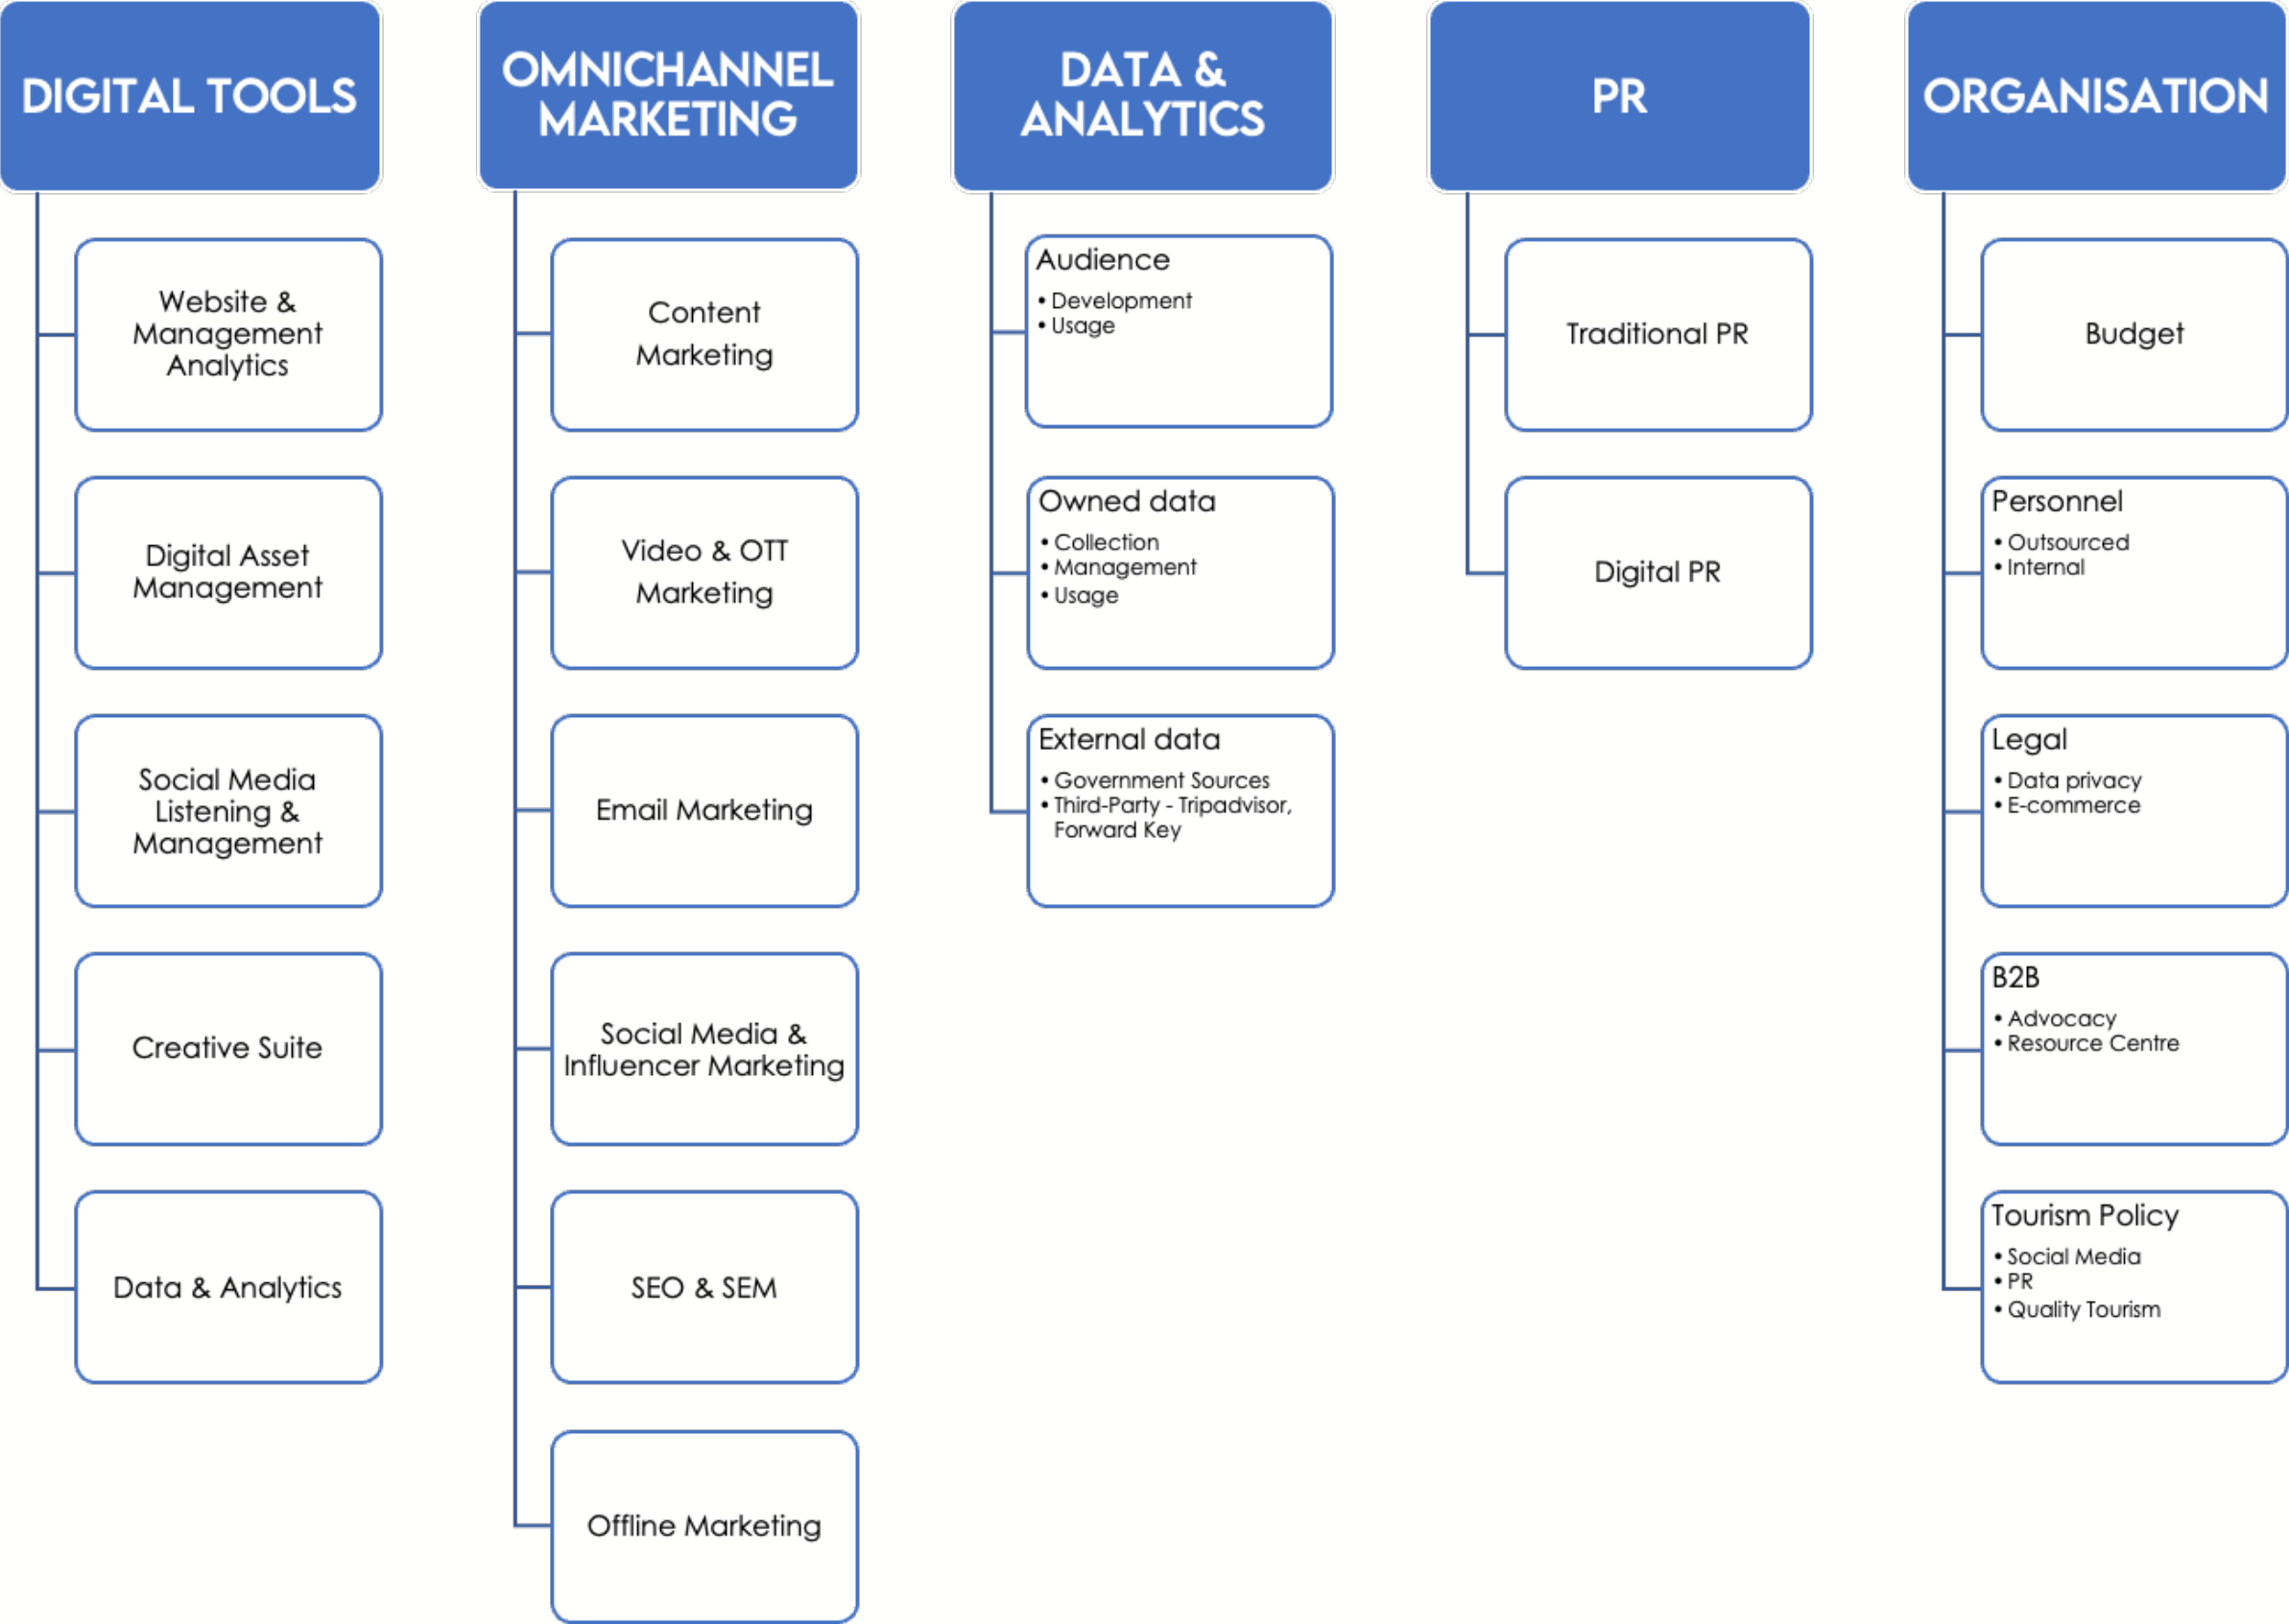 DIGITAL TOOLS
Website &
Management
Analytics
Digital Asset
Management
Social Media
Listening &
Management
Creative Suite
Data & Analytics
OMNICHANNEL
MARKETING
Content
Marketing
Video & OTT
Marketing
Email Marketing
Social Media &
Influencer Marketing
SEO & SEM
Offline Marketing
DATA &
ANALYTICS
Audience
• Development
• Usage
Owned data
• Collection
• Management
• Usage
External data
• Government Sources
• Third-Party - Tripadvisor,
Forward Key
PR
Traditional PR
Digital PR
ORGANISATION
Budget
Personnel
• Outsourced
• Internal
Legal
• Data privacy
• E-commerce
B2B
• Advocacy
• Resource Centre
Tourism Policy
• Social Media
• PR
• Quality Tourism